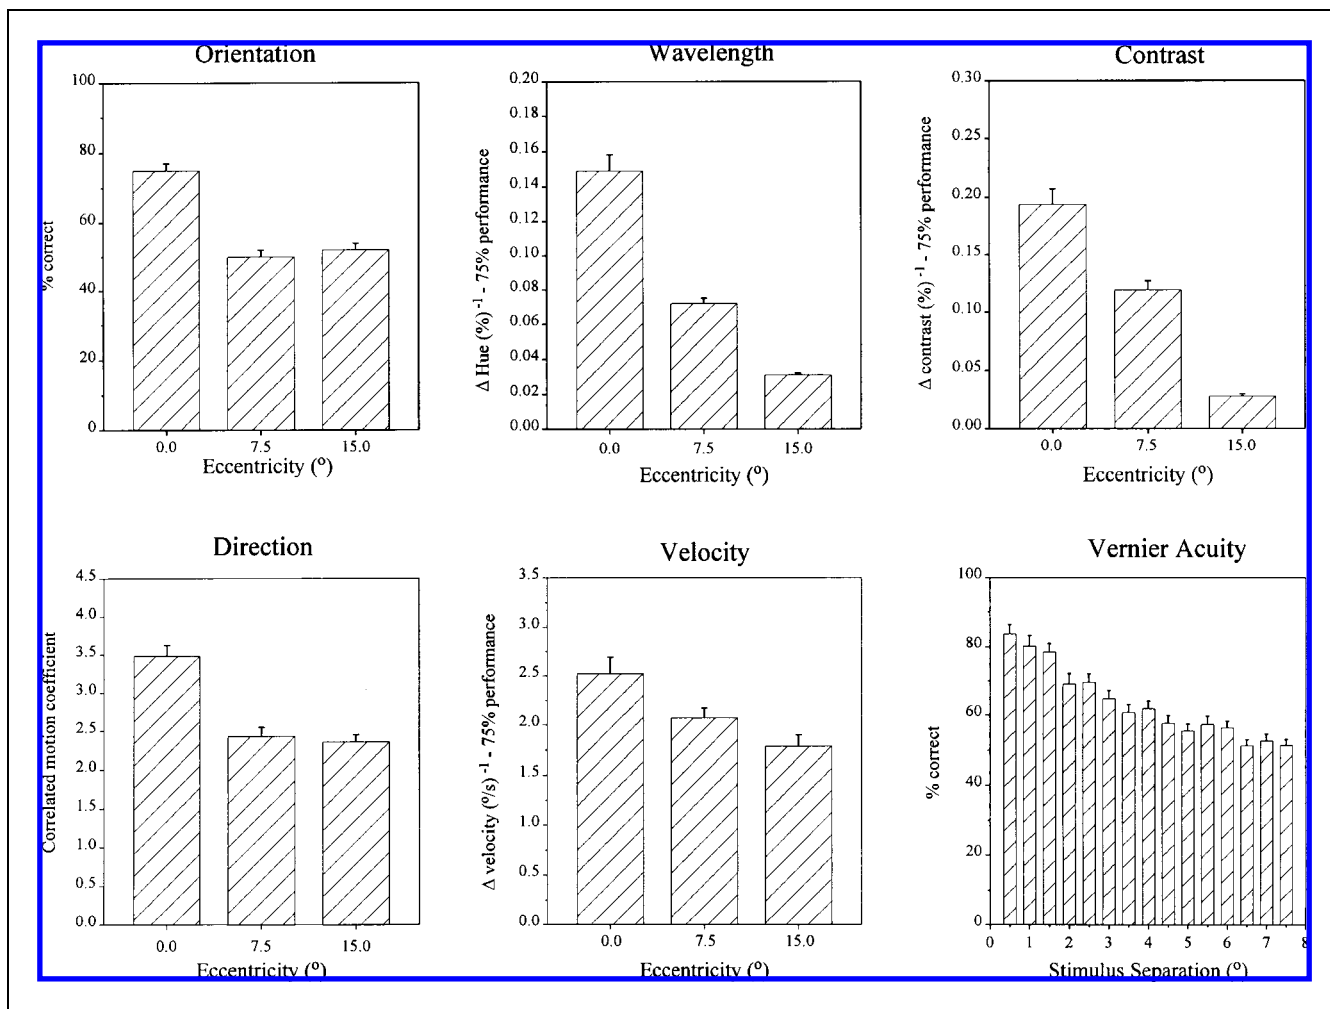 Orientation
% correct
100
80
60
40
20
0
0.0 7.5 15.0
Eccentricity (°)
Wavelength
Δ Hue (%)⁻¹ - 75% performance
0.20
0.16
0.14
0.12
0.10
0.08
0.06
0.04
0.02
0.00
0.0 7.5 15.0
Eccentricity (°)
Contrast
Δ contrast (%)⁻¹ - 75% performance
0.30
0.25
0.20
0.15
0.10
0.05
0.00
0.0 7.5 15.0
Eccentricity (°)
Direction
Correlated motion coefficient
4.5
4.0
3.5
3.0
2.5
2.0
1.5
1.0
0.5
0.0
0.0 7.5 15.0
Eccentricity (°)
Velocity
Δ velocity (°/s)⁻¹ - 75% performance
3.5
3.0
2.5
2.0
1.5
1.0
0.5
0.0
0.0 7.5 15.0
Eccentricity (°)
Vernier Acuity
% correct
100
80
60
40
20
0
0 1 2 3 4 5 6 7 8
Stimulus Separation (°)